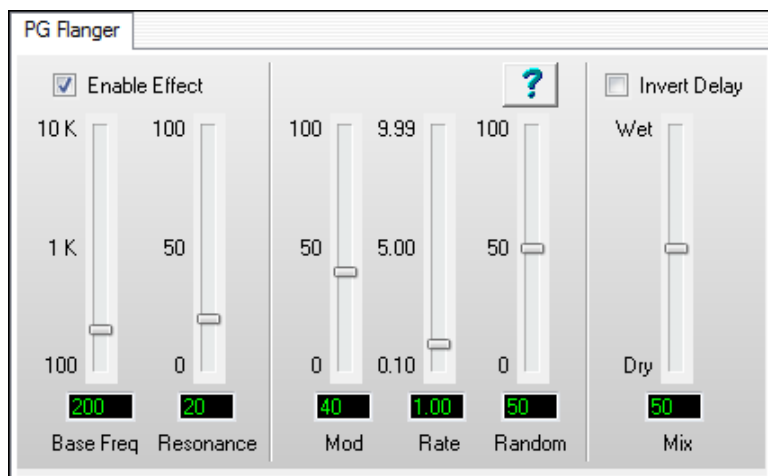 PG Flanger
Enable Effect ? Invert Delay
10 K 100 100 9.99 100 Wet
1 K 50 50 5.00 50
100 0 0 0.10 0 Dry
200 20 40 1.00 50 50
Base Freq Resonance Mod Rate Random Mix